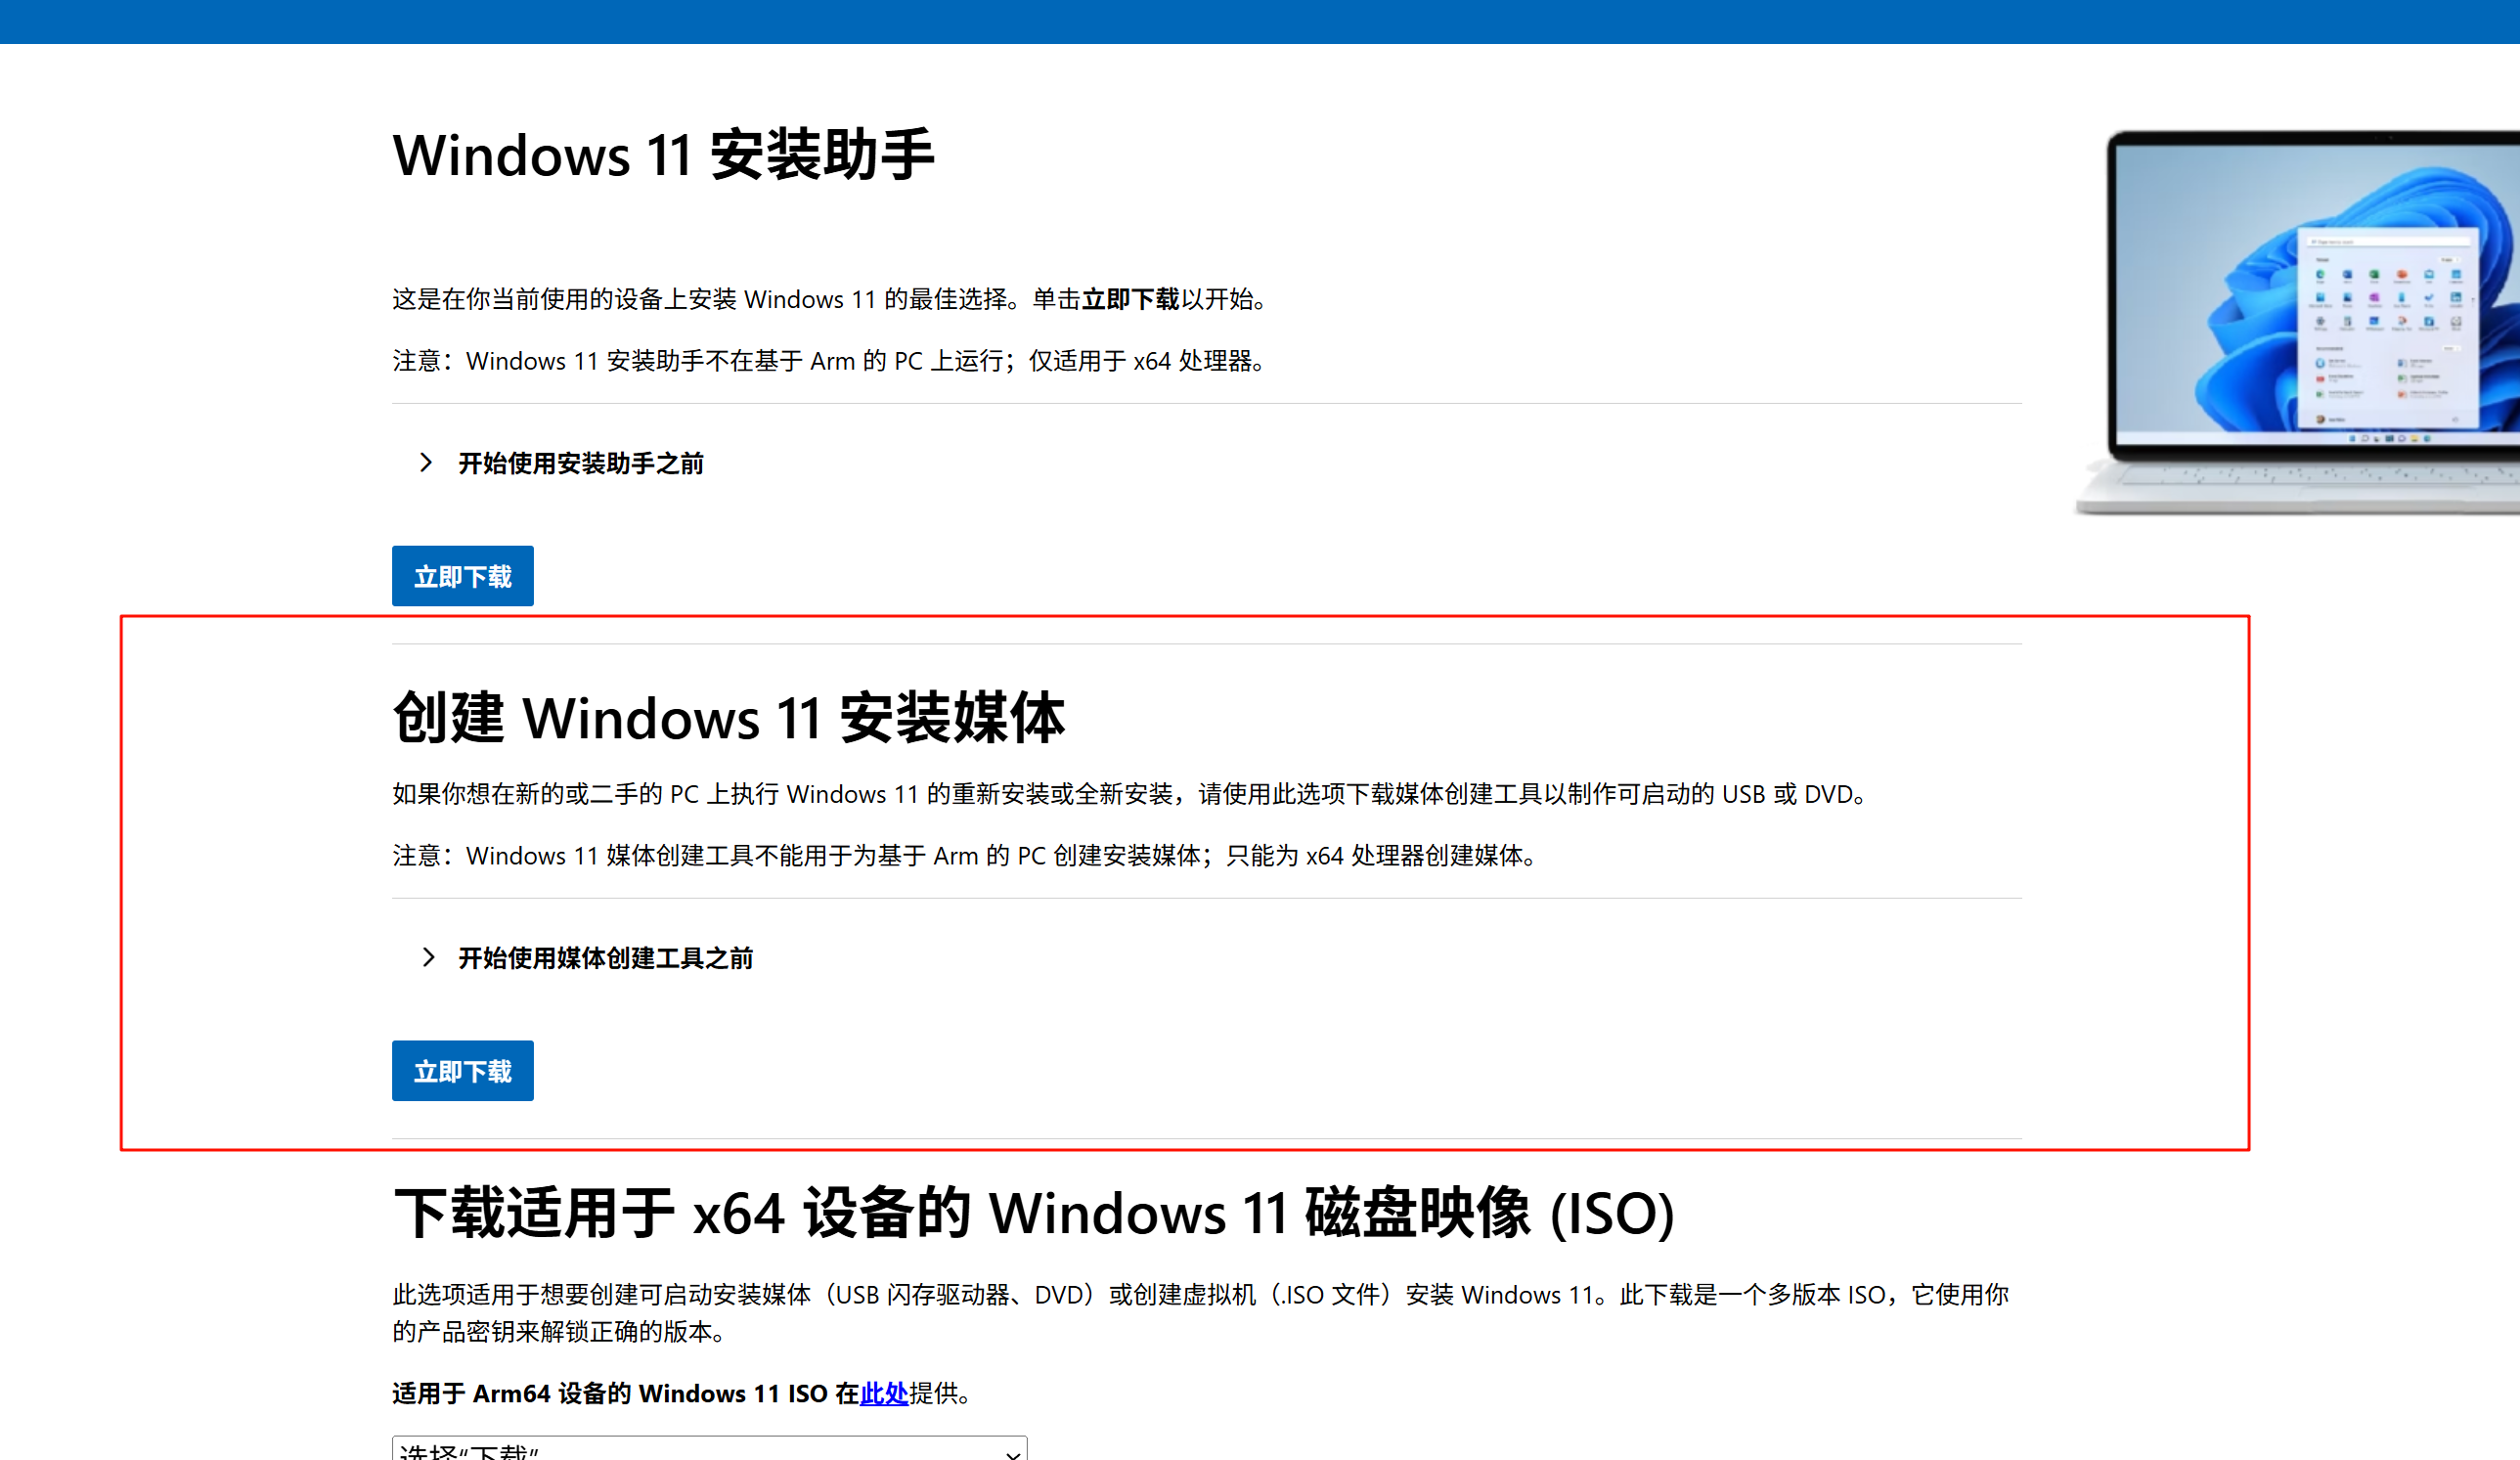 Windows 11 安装助手
这是在你当前使用的设备上安装 Windows 11 的最佳选择。单击立即下载以开始。
注意：Windows 11 安装助手不在基于 Arm 的 PC 上运行；仅适用于 x64 处理器。
开始使用安装助手之前
立即下载
创建 Windows 11 安装媒体
如果你想在新的或二手的 PC 上执行 Windows 11 的重新安装或全新安装，请使用此选项下载媒体创建工具以制作可启动的 USB 或 DVD。
注意：Windows 11 媒体创建工具不能用于为基于 Arm 的 PC 创建安装媒体；只能为 x64 处理器创建媒体。
开始使用媒体创建工具之前
立即下载
下载适用于 x64 设备的 Windows 11 磁盘映像 (ISO)
此选项适用于想要创建可启动安装媒体（USB 闪存驱动器、DVD）或创建虚拟机（.ISO 文件）安装 Windows 11。此下载是一个多版本 ISO，它使用你
的产品密钥来解锁正确的版本。
适用于 Arm64 设备的 Windows 11 ISO 在此处提供。
选择“下载”